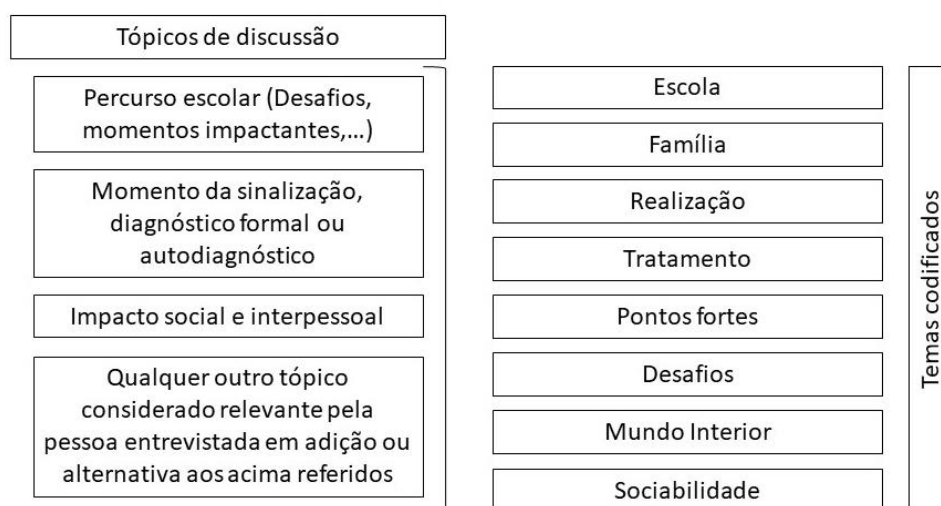 Tópicos de discussão
Percurso escolar (Desafios,
momentos impactantes,...)
Momento da sinalização,
diagnóstico formal ou
autodiagnóstico
Impacto social e interpessoal
Qualquer outro tópico
considerado relevante pela
pessoa entrevistada em adição ou
alternativa aos acima referidos
Escola
Família
Realização
Tratamento
Pontos fortes
Desafios
Mundo Interior
Sociabilidade
Temas codificados